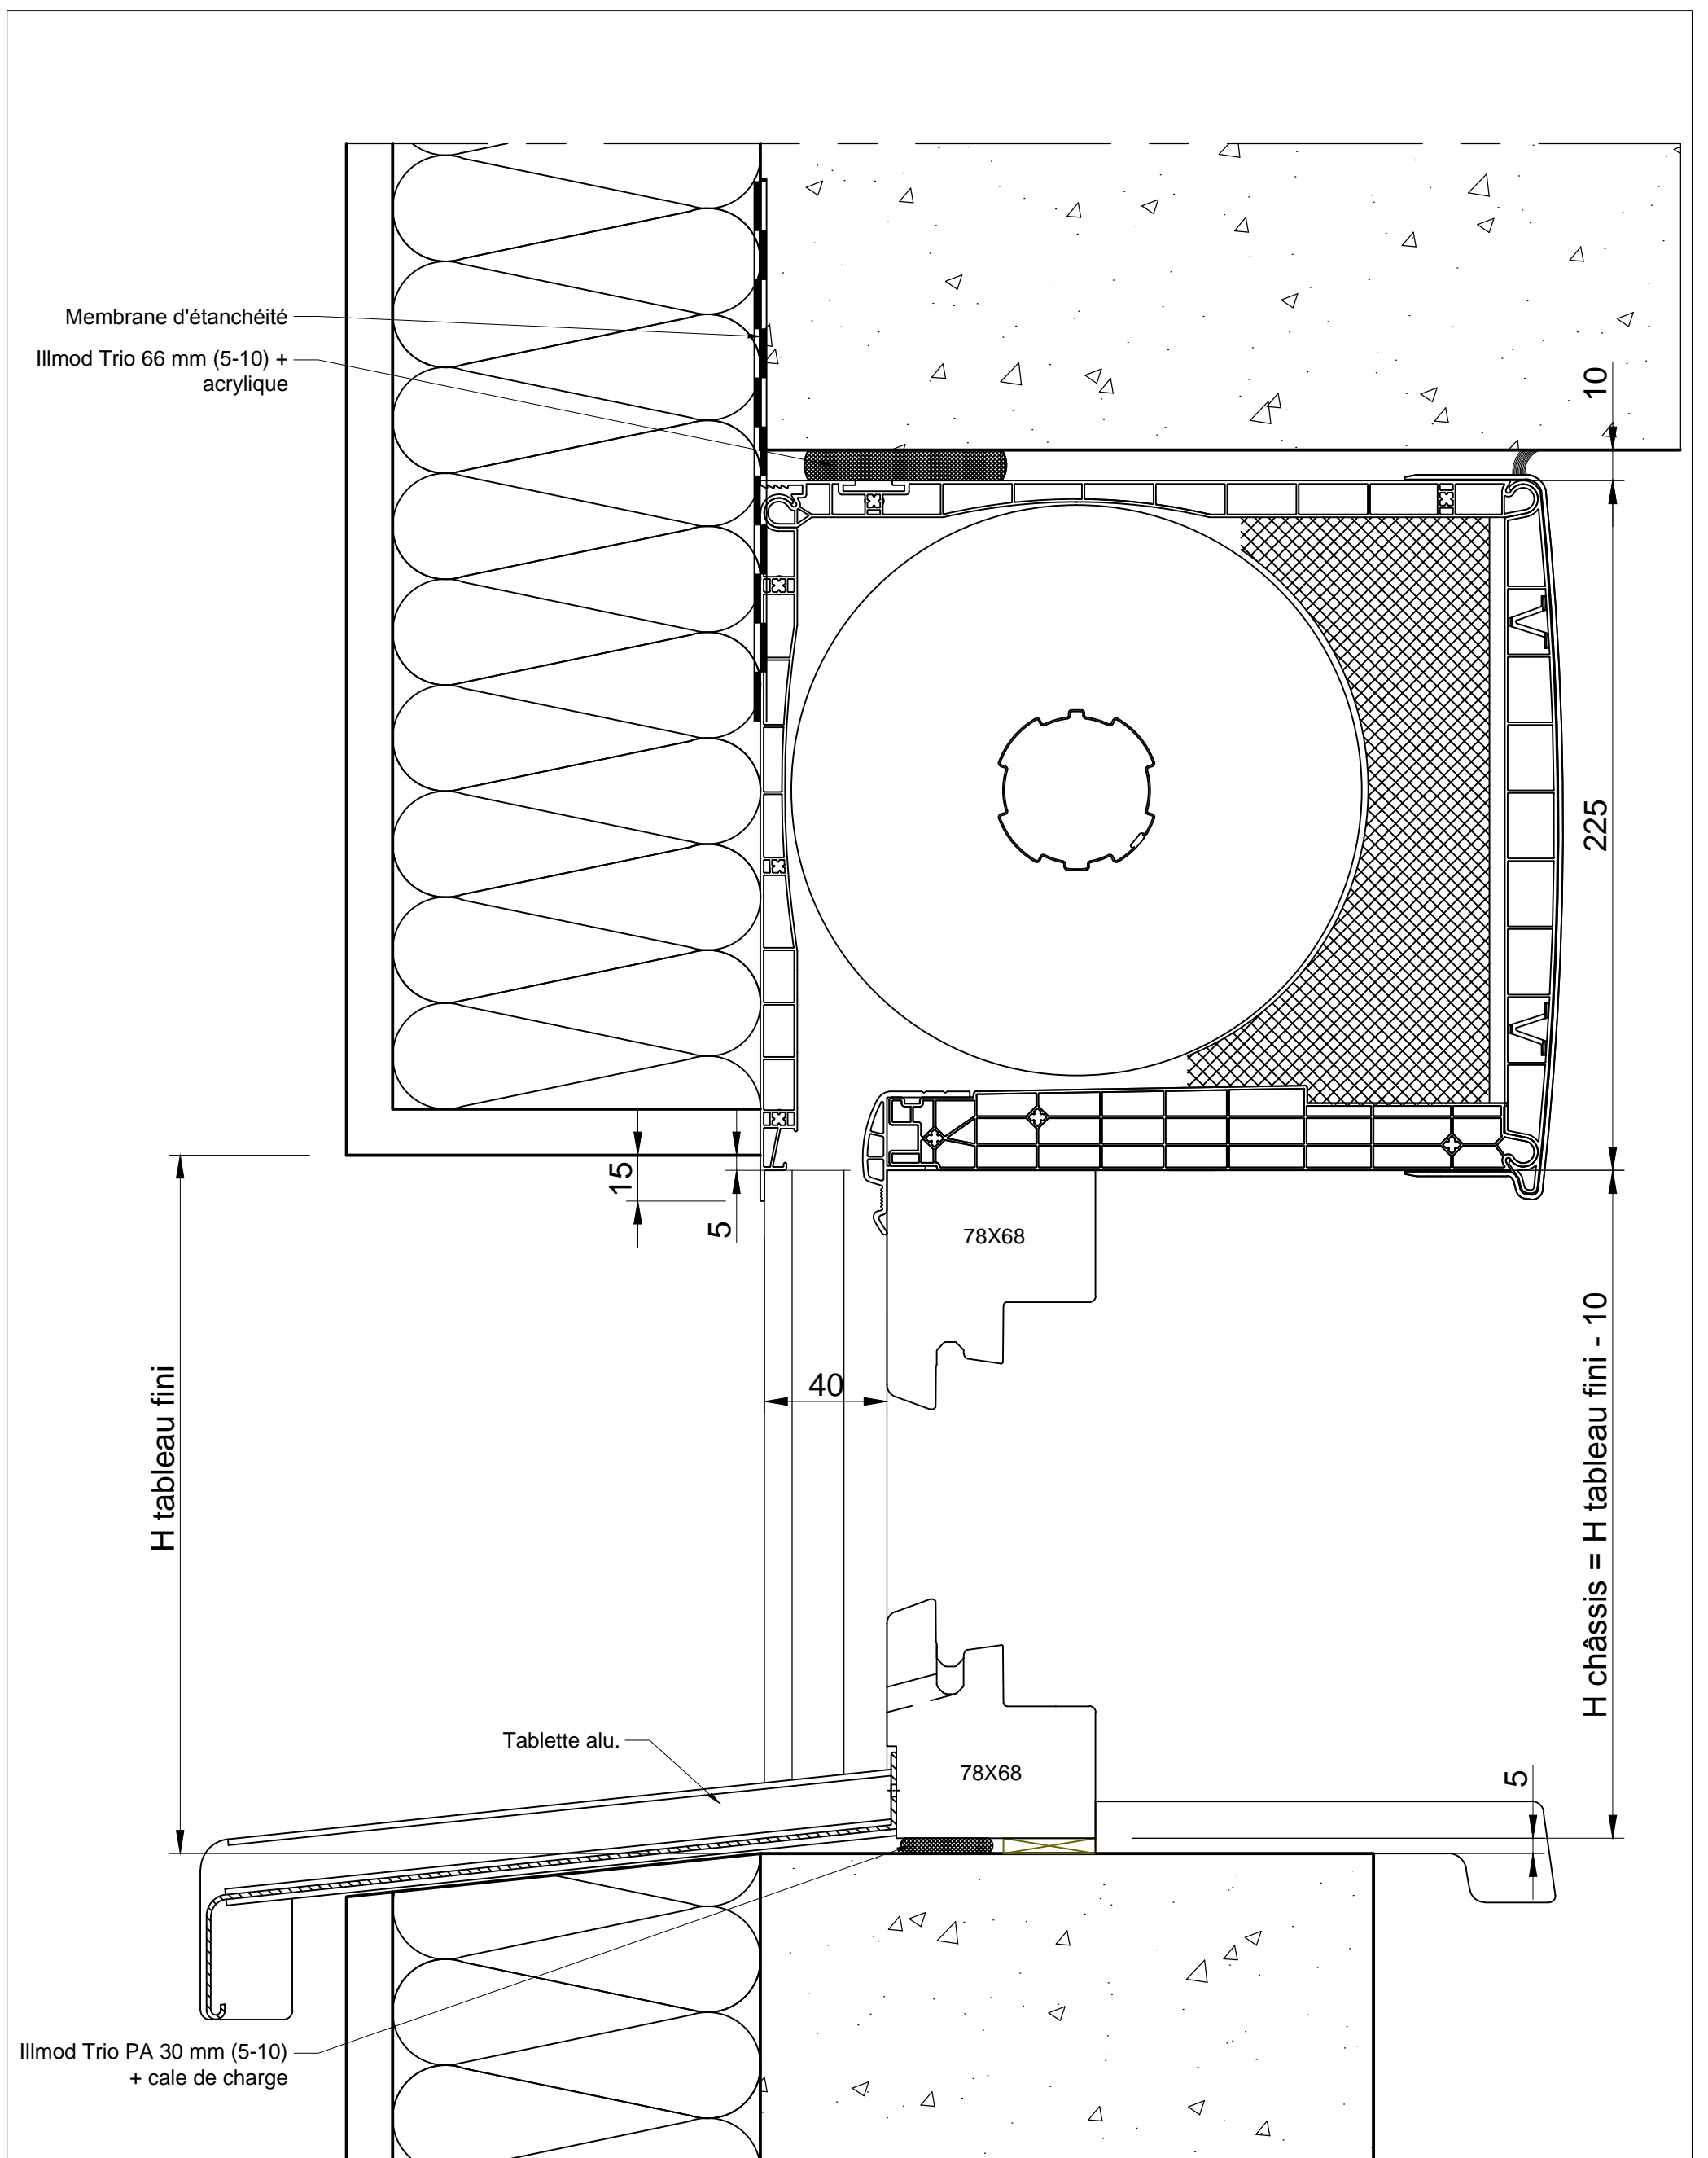 Membrane d'étanchéité
Illmod Trio 66 mm (5-10) +
acrylique
10
225
15
5
78X68
40
H tableau fini
H châssis = H tableau fini - 10
Tablette alu.
78X68
5
Illmod Trio PA 30 mm (5-10)
+ cale de charge